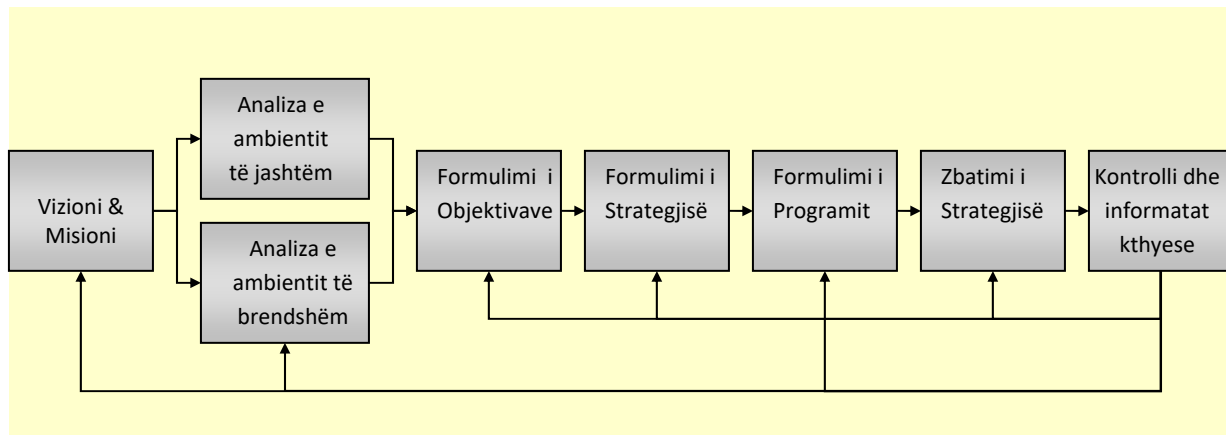 Vizioni &
Misioni
Analiza e
ambientit
të jashtëm
Analiza e
ambientit të
brendshëm
Formulimi i
Objektivave
Formulimi i
Strategjisë
Formulimi i
Programit
Zbatimi i
Strategjisë
Kontrolli dhe
informatat
kthyese